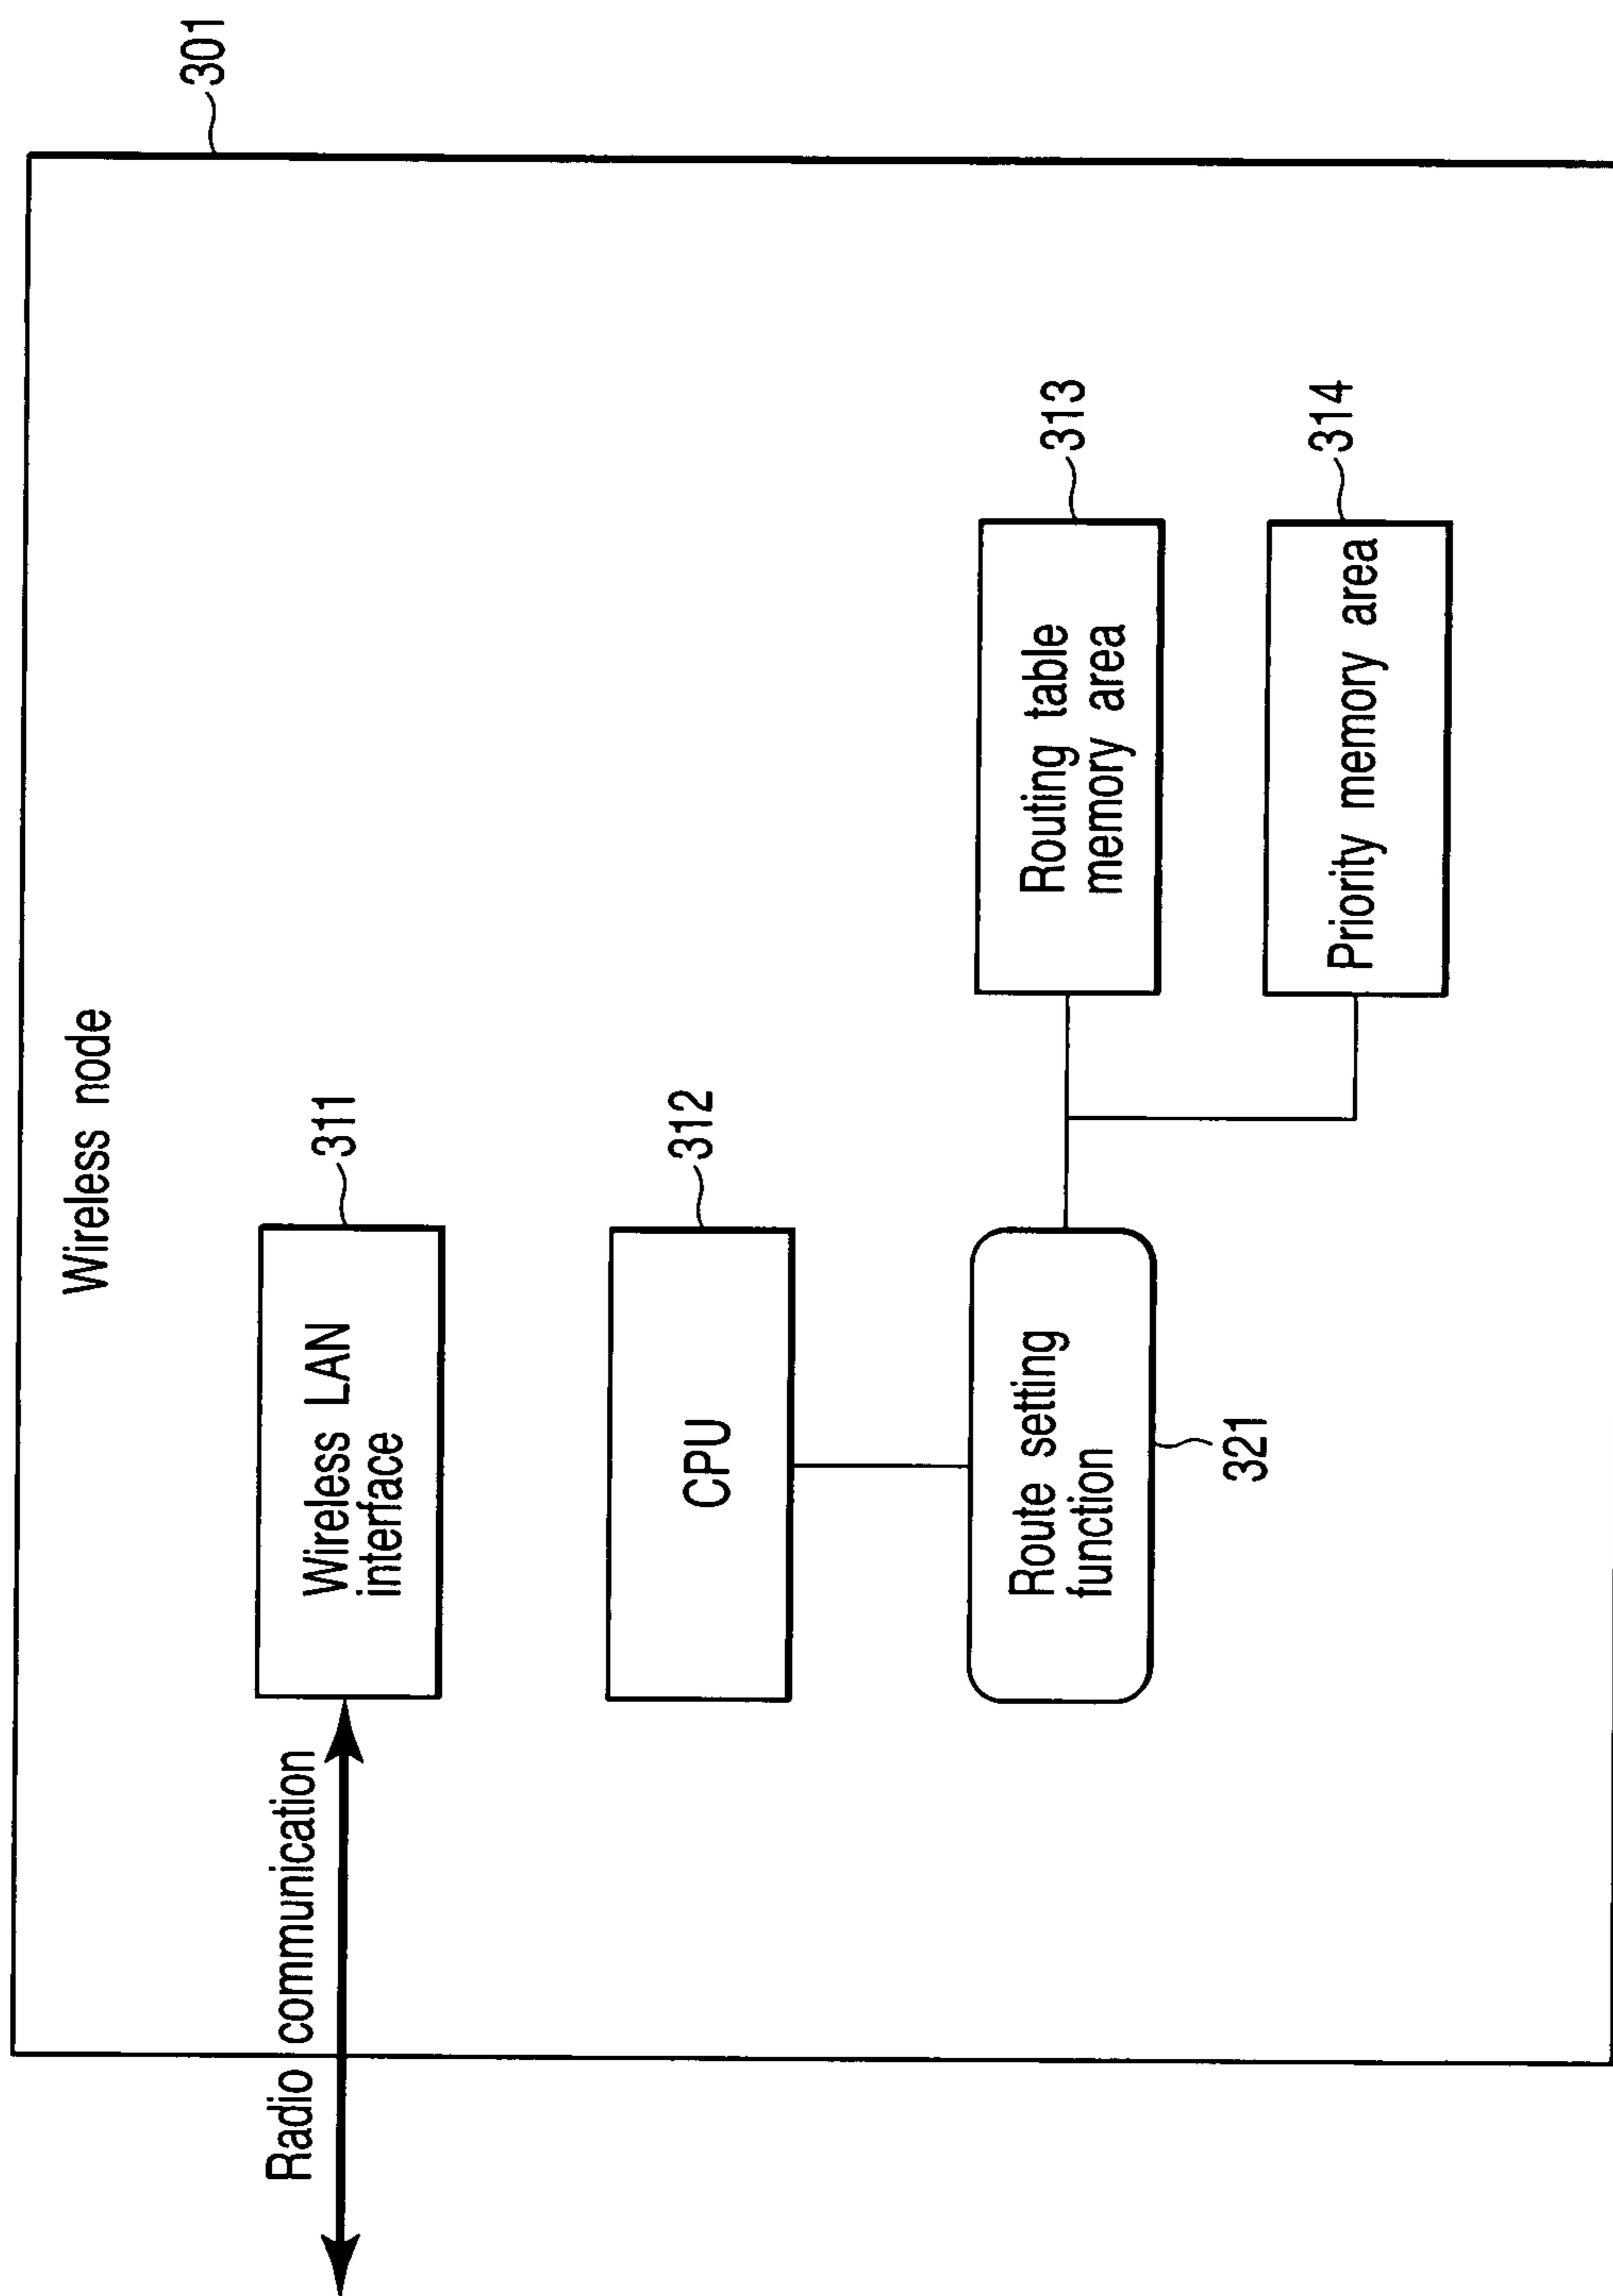 301
Wireless node
Radio communication
Wireless LAN
interface
311
CPU
312
Route setting
function
321
Routing table
memory area
313
Priority memory area
314